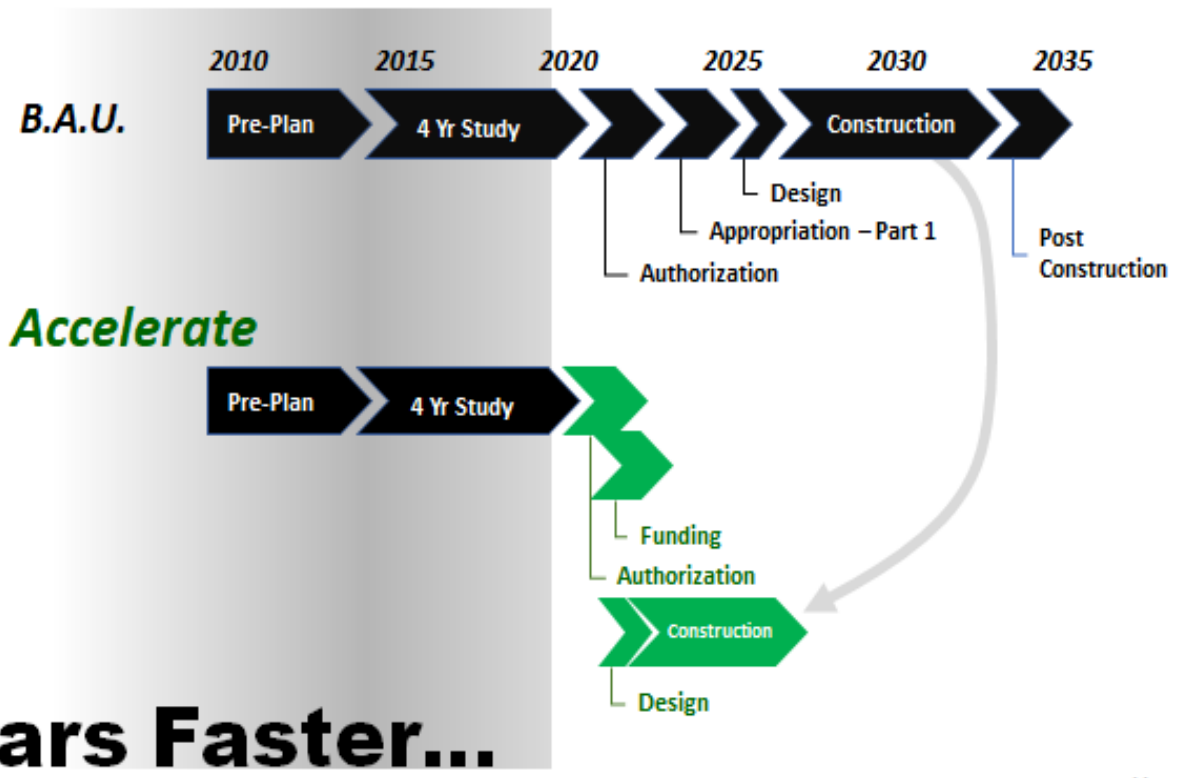 2010 2015 2020 2025 2030 2035
B.A.U.
Pre-Plan 4 Yr Study Construction
Design
Appropriation – Part 1
Authorization
Post
Construction
Accelerate
Pre-Plan 4 Yr Study
Funding
Authorization
Construction
Design
ars Faster...